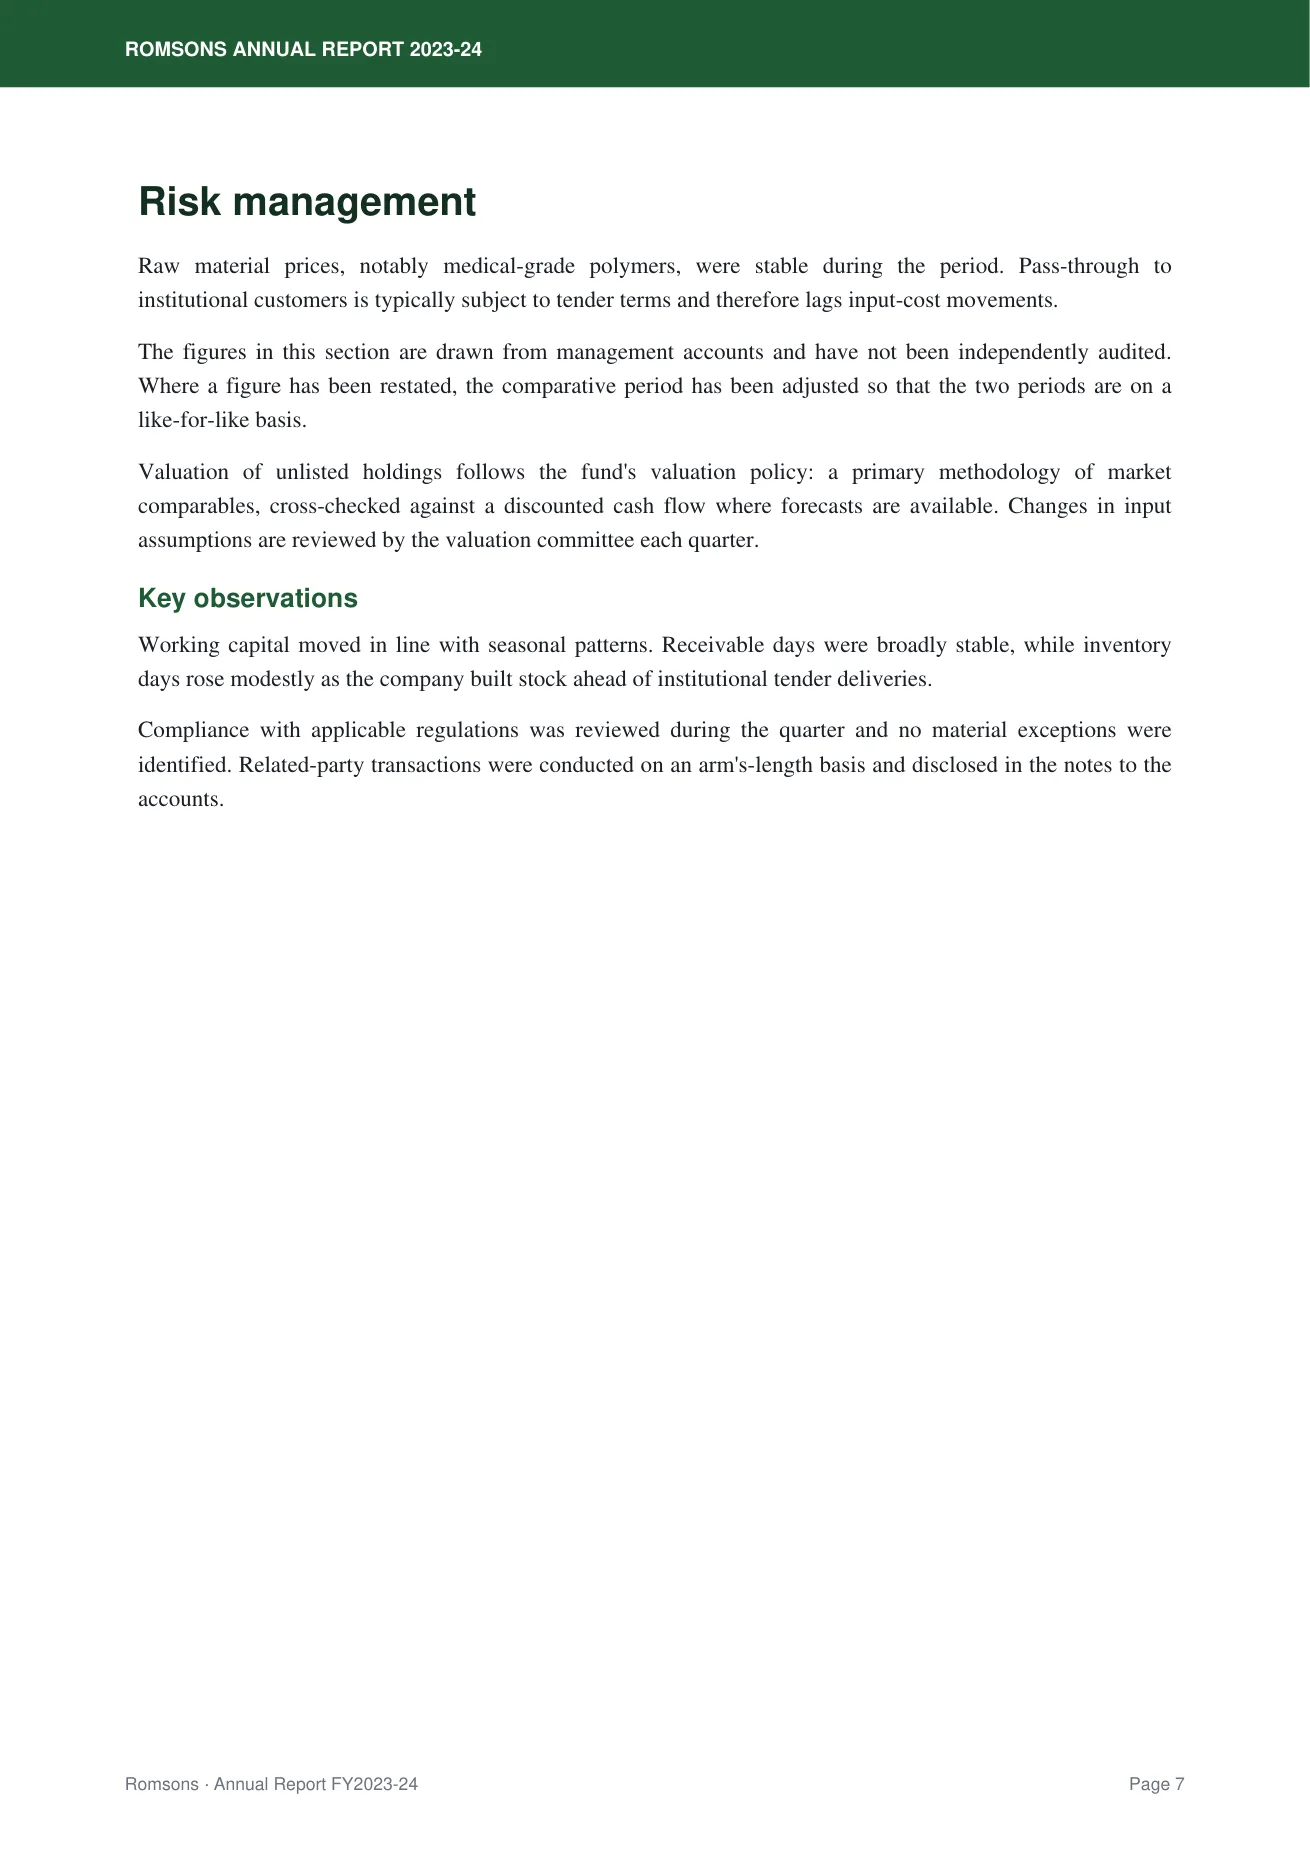 ROMSONS ANNUAL REPORT 2023-24
Risk management
Raw material prices, notably medical-grade polymers, were stable during the period. Pass-through to
institutional customers is typically subject to tender terms and therefore lags input-cost movements.
The figures in this section are drawn from management accounts and have not been independently audited.
Where a figure has been restated, the comparative period has been adjusted so that the two periods are on a
like-for-like basis.
Valuation of unlisted holdings follows the fund's valuation policy: a primary methodology of market
comparables, cross-checked against a discounted cash flow where forecasts are available. Changes in input
assumptions are reviewed by the valuation committee each quarter.
Key observations
Working capital moved in line with seasonal patterns. Receivable days were broadly stable, while inventory
days rose modestly as the company built stock ahead of institutional tender deliveries.
Compliance with applicable regulations was reviewed during the quarter and no material exceptions were
identified. Related-party transactions were conducted on an arm's-length basis and disclosed in the notes to the
accounts.
Romsons · Annual Report FY2023-24
Page 7